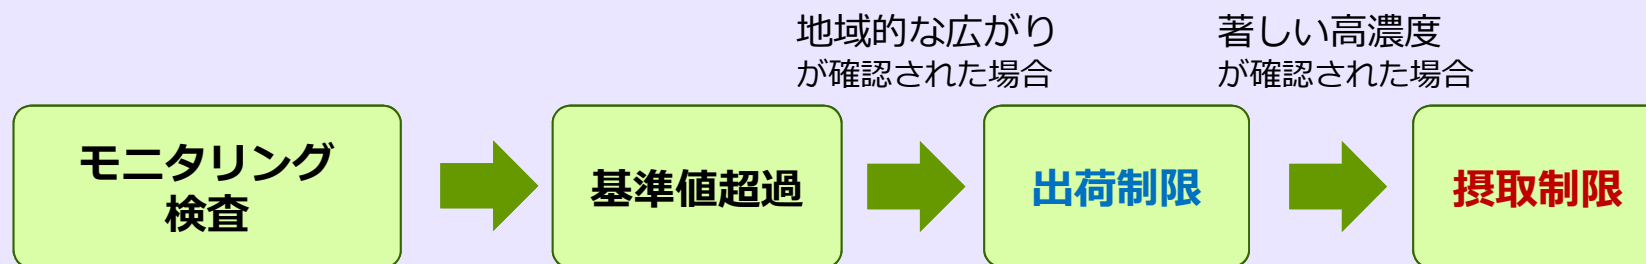 地域的な広がり
が確認された場合
著しい高濃度
が確認された場合
モニタリング
検査
基準値超過
出荷制限
摂取制限